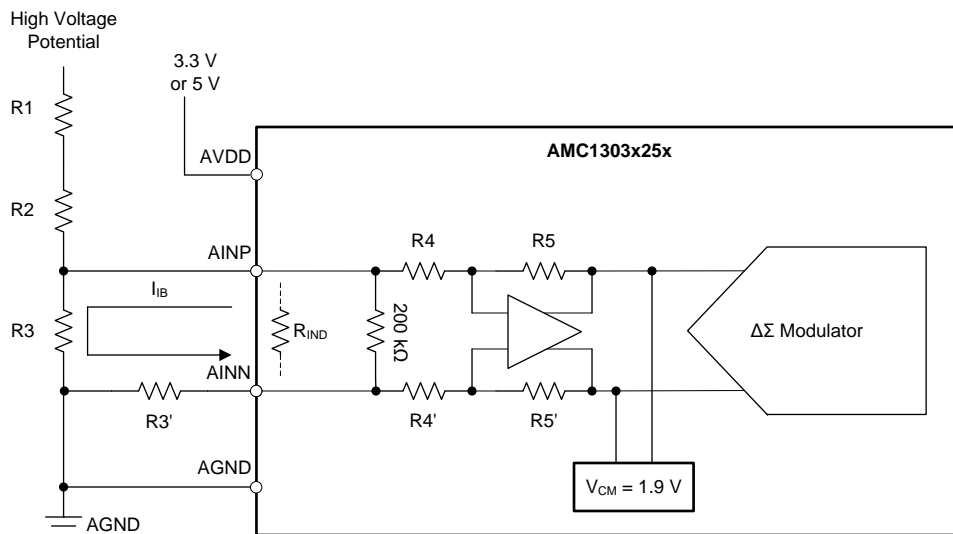 High Voltage
Potential
3.3 V
or 5 V
R1
AVDD
AMC1303x25x
R2
AINP
R4
R5
R3
IIB
RIND
200 kΩ
ΔΣ Modulator
AINN
R3'
R4'
R5'
AGND
VCM = 1.9 V
AGND